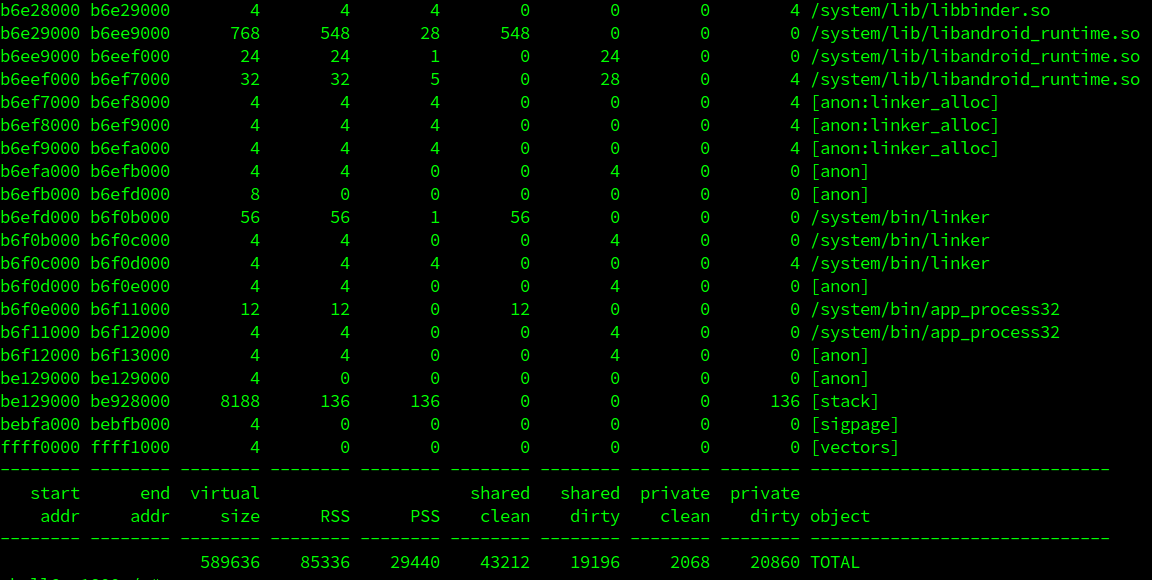 b6e28000 b6e29000 4 4 4 0 0 0 4 /system/lib/libbinder.so
b6e29000 b6ee9000 768 548 28 548 0 0 0 /system/lib/libandroid_runtime.so
b6ee9000 b6eef000 24 24 1 0 24 0 0 /system/lib/libandroid_runtime.so
b6eef000 b6ef7000 32 32 5 0 28 0 4 /system/lib/libandroid_runtime.so
b6ef7000 b6ef8000 4 4 4 0 0 0 4 [anon:linker_alloc]
b6ef8000 b6ef9000 4 4 4 0 0 0 4 [anon:linker_alloc]
b6ef9000 b6efa000 4 4 4 0 0 0 4 [anon:linker_alloc]
b6efa000 b6efb000 4 4 0 0 4 0 0 [anon]
b6efb000 b6efd000 8 0 0 0 0 0 0 [anon]
b6efd000 b6f0b000 56 56 1 56 0 0 0 /system/bin/linker
b6f0b000 b6f0c000 4 4 0 0 4 0 0 /system/bin/linker
b6f0c000 b6f0d000 4 4 4 0 0 0 4 /system/bin/linker
b6f0d000 b6f0e000 4 4 0 0 4 0 0 [anon]
b6f0e000 b6f11000 12 12 0 12 0 0 0 /system/bin/app_process32
b6f11000 b6f12000 4 4 0 0 4 0 0 /system/bin/app_process32
b6f12000 b6f13000 4 4 0 0 4 0 0 [anon]
be129000 be129000 4 0 0 0 0 0 0 [anon]
be129000 be928000 8188 136 136 0 0 0 136 [stack]
bebfa000 bebfb000 4 0 0 0 0 0 0 [sigpage]
ffff0000 ffff1000 4 0 0 0 0 0 0 [vectors]
-------- -------- -------- -------- -------- -------- -------- -------- -------- ------------------------------
start end virtual shared shared private private
addr addr size RSS PSS clean dirty clean dirty object
-------- -------- -------- -------- -------- -------- -------- -------- -------- ------------------------------
589636 85336 29440 43212 19196 2068 20860 TOTAL